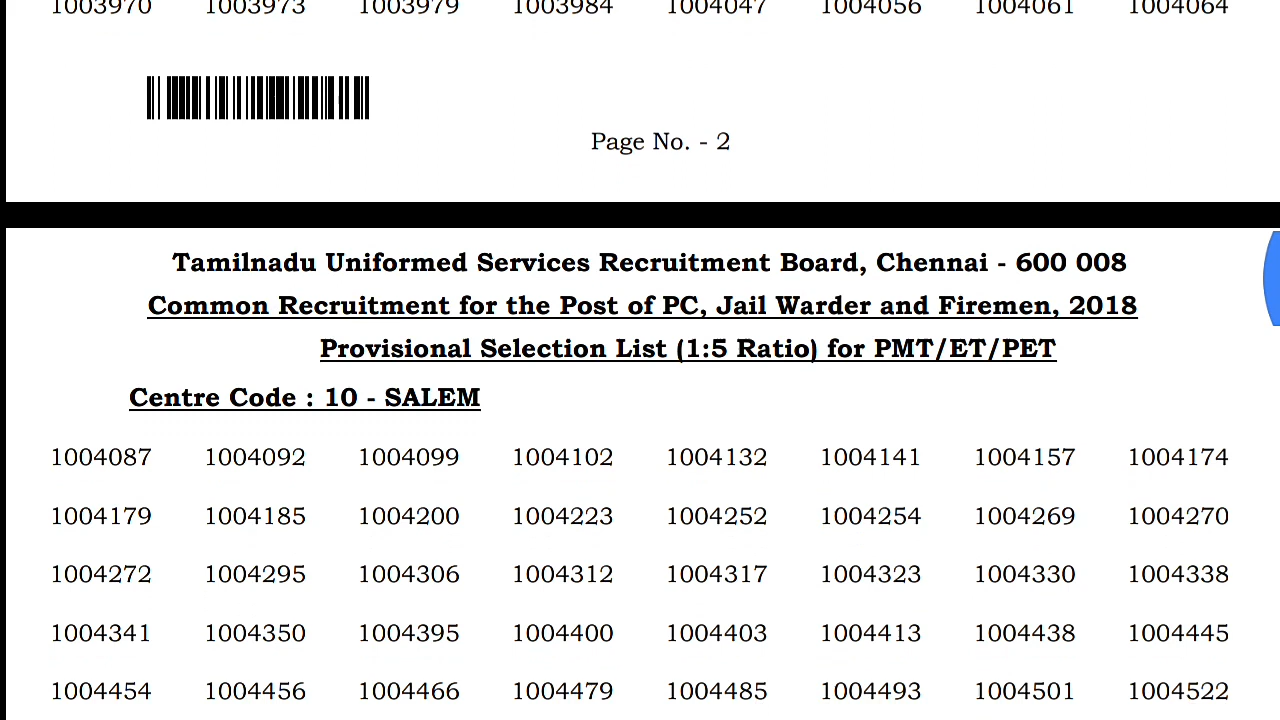 1003970 1003973 1003979 1003984 1004047 1004056 1004061 1004064
Page No. - 2
Tamilnadu Uniformed Services Recruitment Board, Chennai - 600 008
Common Recruitment for the Post of PC, Jail Warder and Firemen, 2018
Provisional Selection List (1:5 Ratio) for PMT/ET/PET
Centre Code : 10 - SALEM
1004087 1004092 1004099 1004102 1004132 1004141 1004157 1004174
1004179 1004185 1004200 1004223 1004252 1004254 1004269 1004270
1004272 1004295 1004306 1004312 1004317 1004323 1004330 1004338
1004341 1004350 1004395 1004400 1004403 1004413 1004438 1004445
1004454 1004456 1004466 1004479 1004485 1004493 1004501 1004522